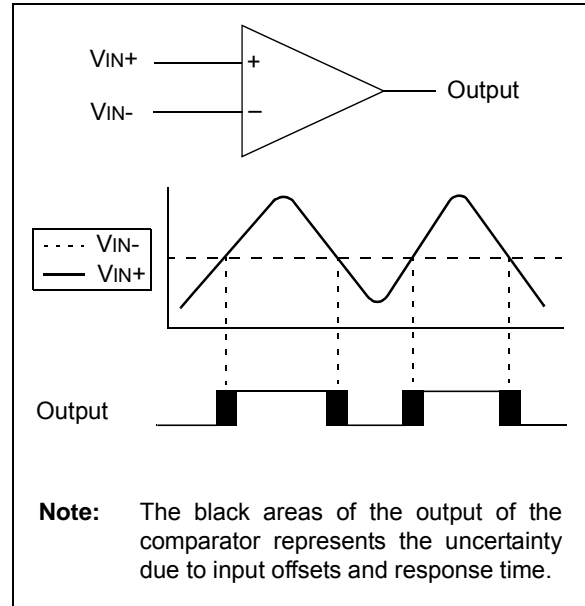 VIN+
+
Output
VIN-
–
VIN-
VIN+
Output
Note: The black areas of the output of the
comparator represents the uncertainty
due to input offsets and response time.